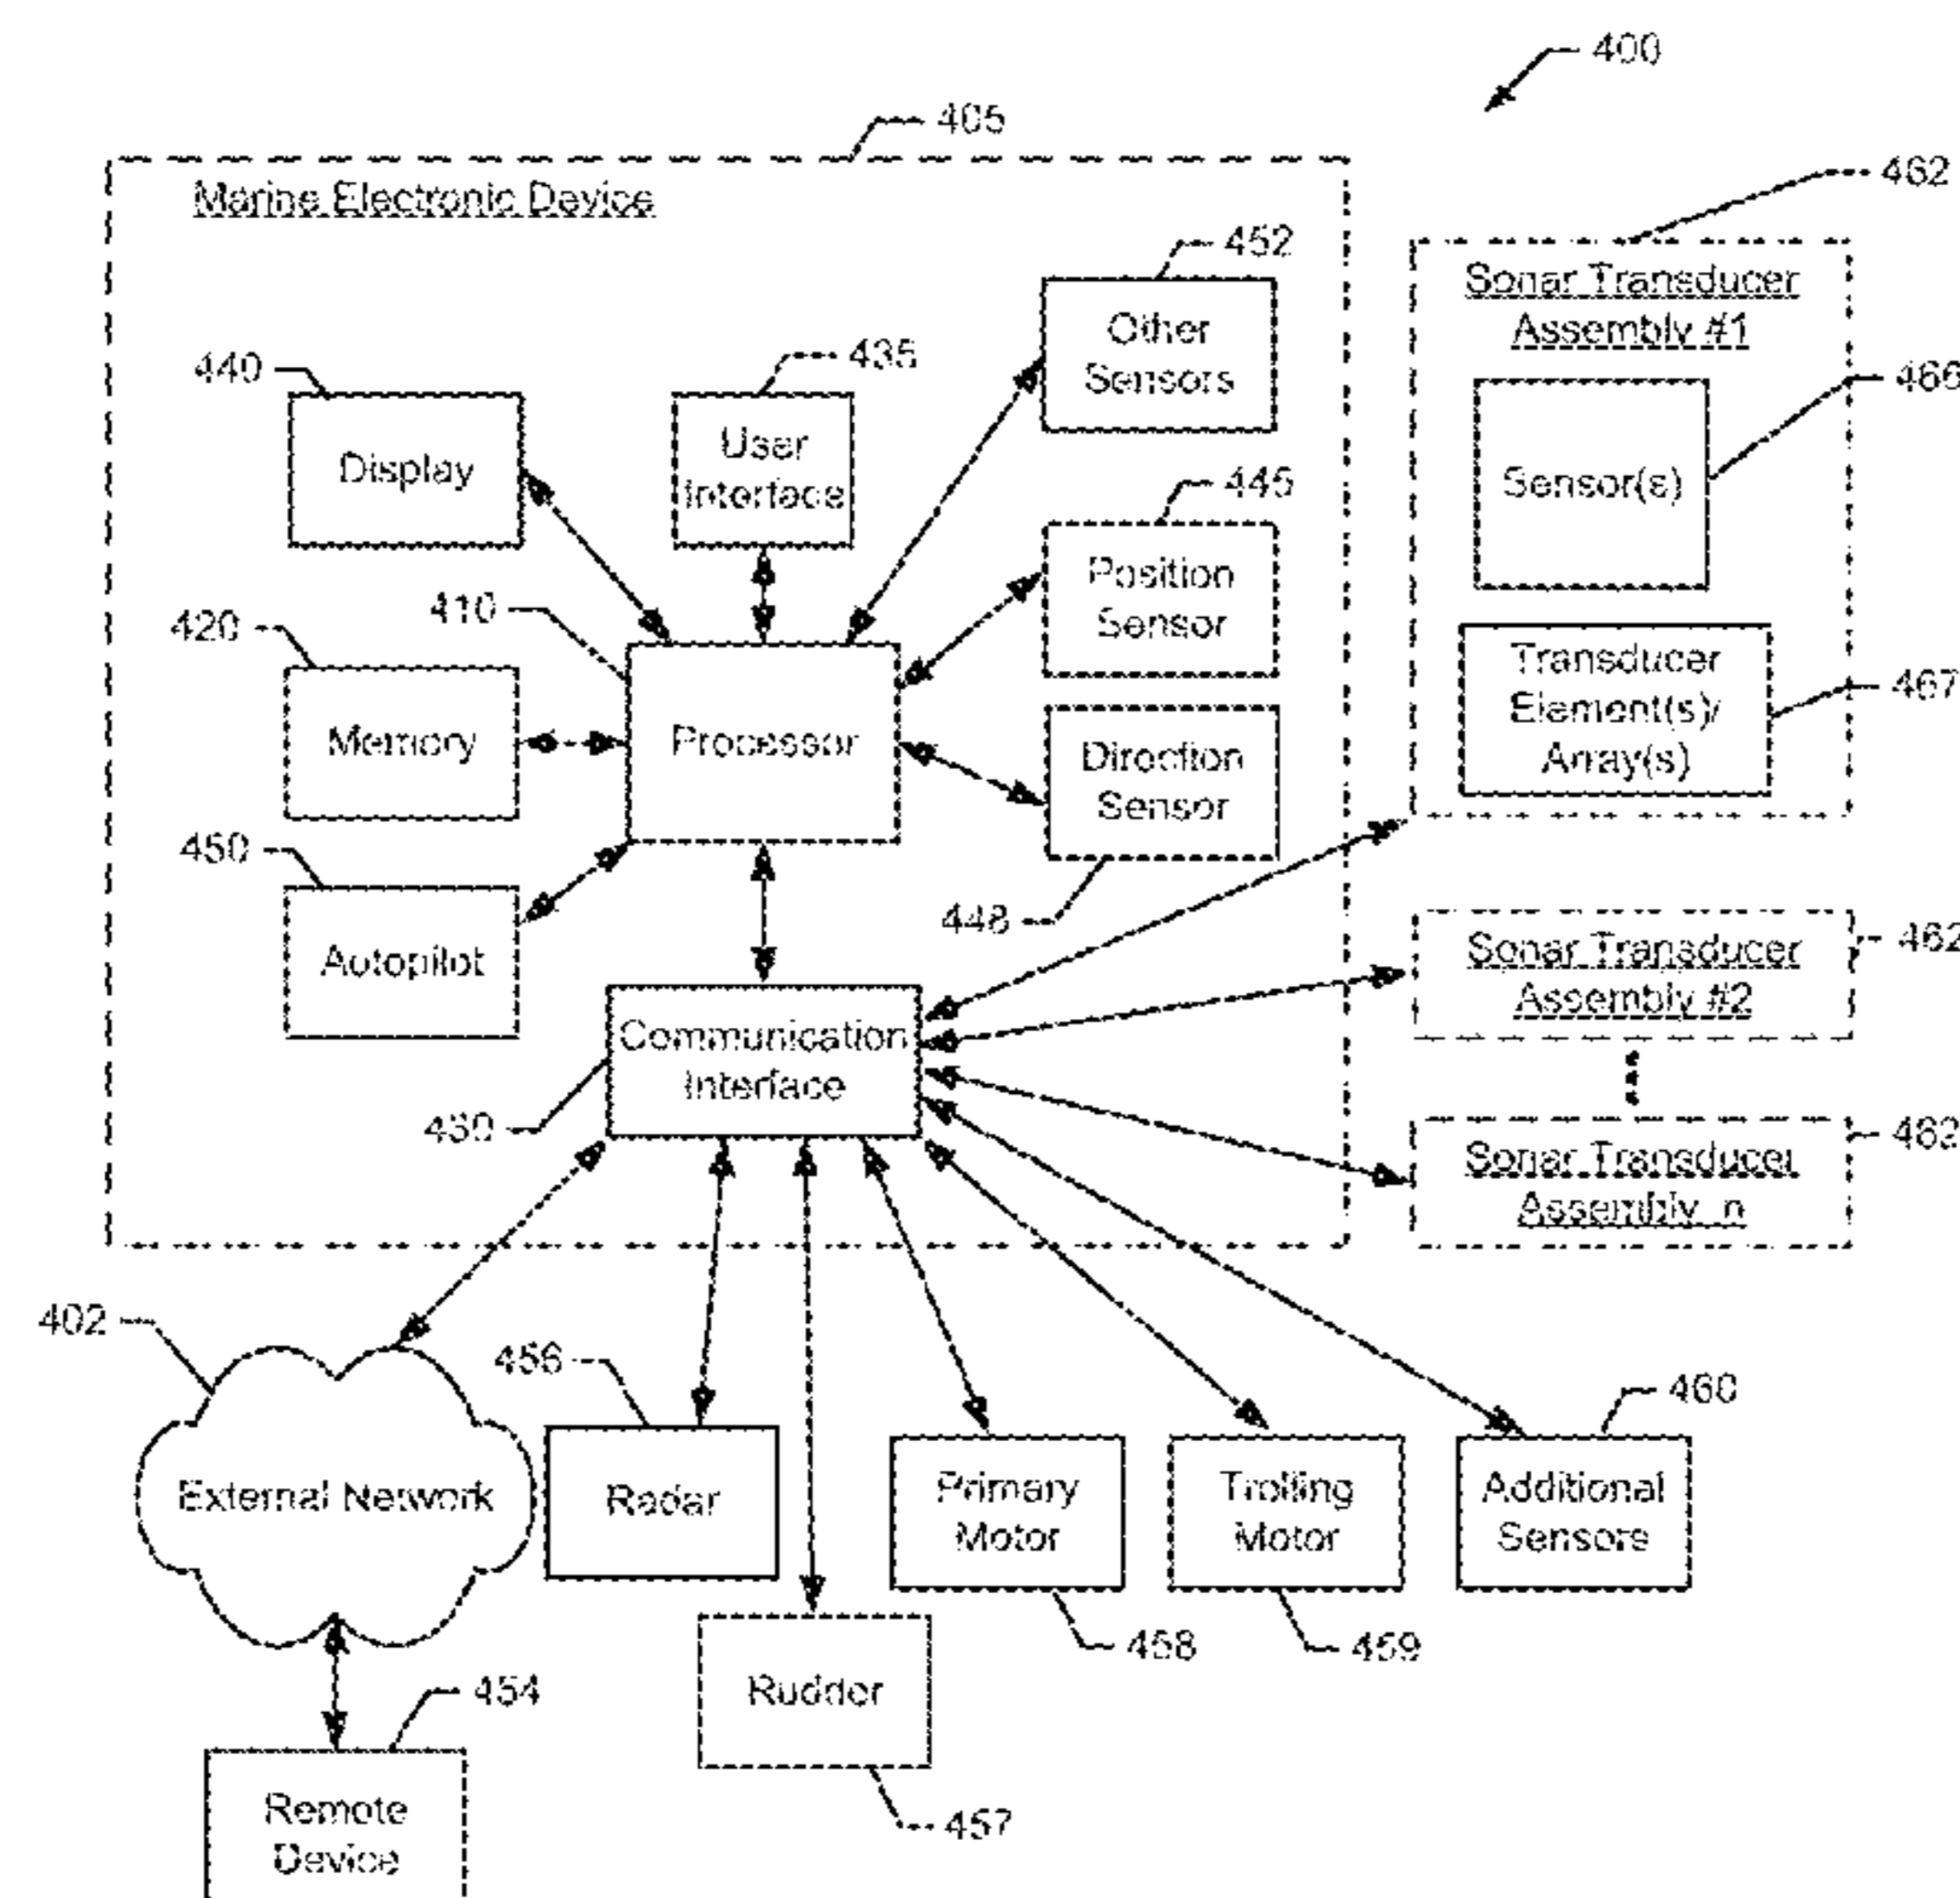 400
405
Marine Electronic Device
462
452
Sonar Transducer
Assembly #1
Other
Sensors
440
435
466
Display
User
Interface
Sensor(s)
445
Position
Sensor
410
420
Memory
Processor
Transducer
Element(s)/
Array(s)
467
Direction
Sensor
450
448
Autopilot
Sonar Transducer
Assembly #2
462
Communication
Interface
430
Sonar Transducer
Assembly n
462
402
456
460
External Network
Radar
Primary
Motor
Trolling
Motor
Additional
Sensors
458
459
454
Rudder
457
Remote
Device